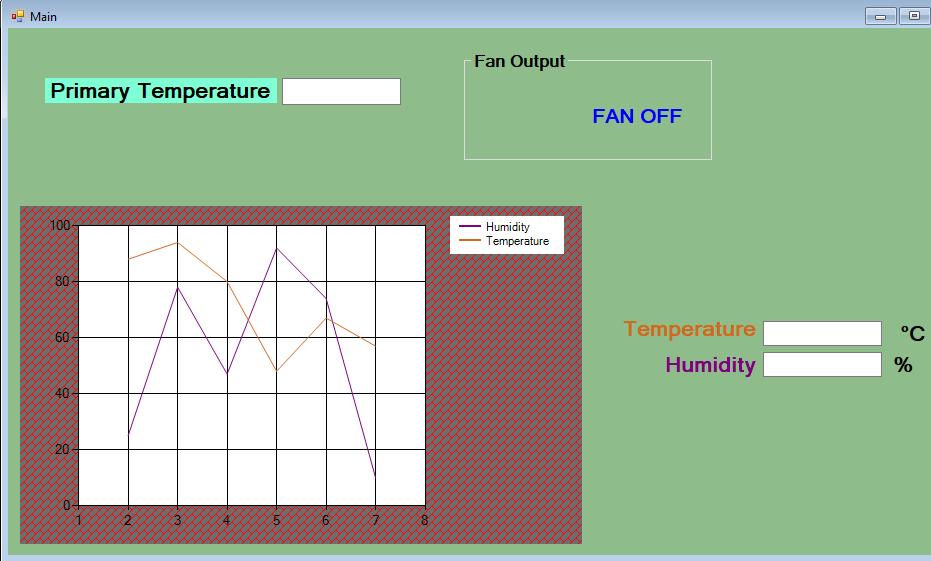 Main
Fan Output
Primary Temperature
FAN OFF
Humidity
Temperature
100
80
60
40
20
0
1 2 3 4 5 6 7 8
Temperature °C
Humidity %